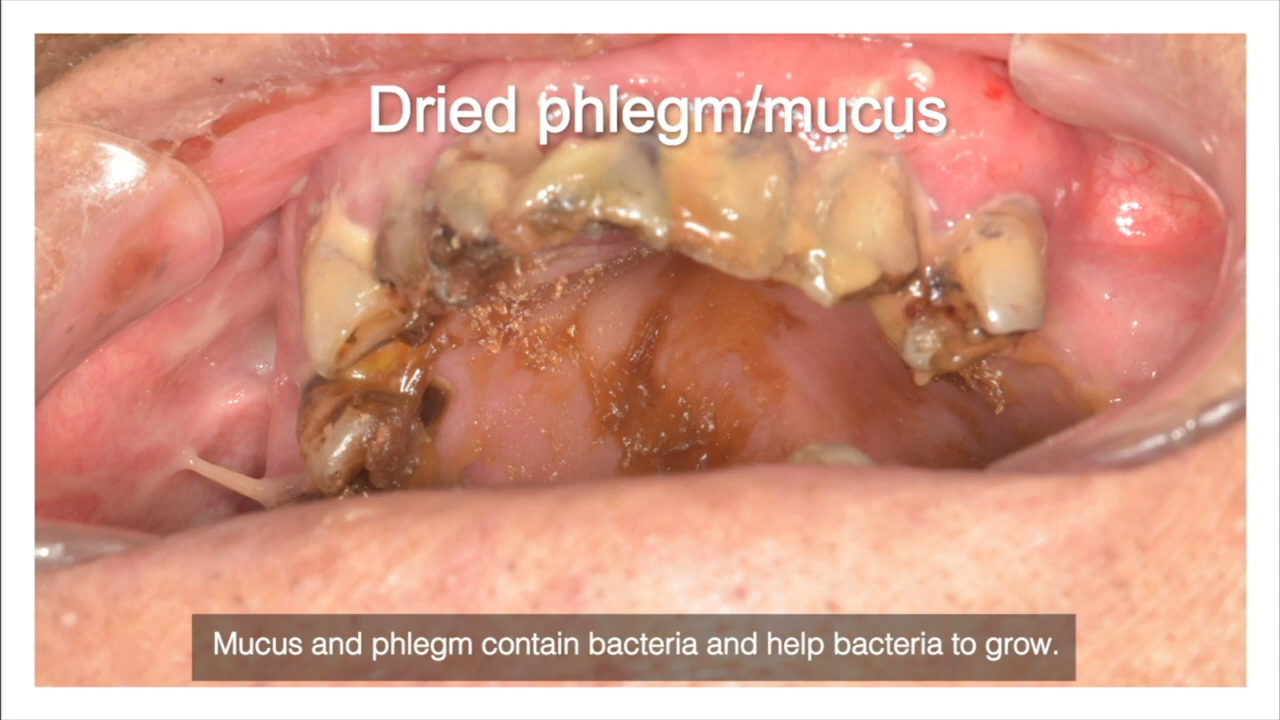 Dried phlegm/mucus
Mucus and phlegm contain bacteria and help bacteria to grow.